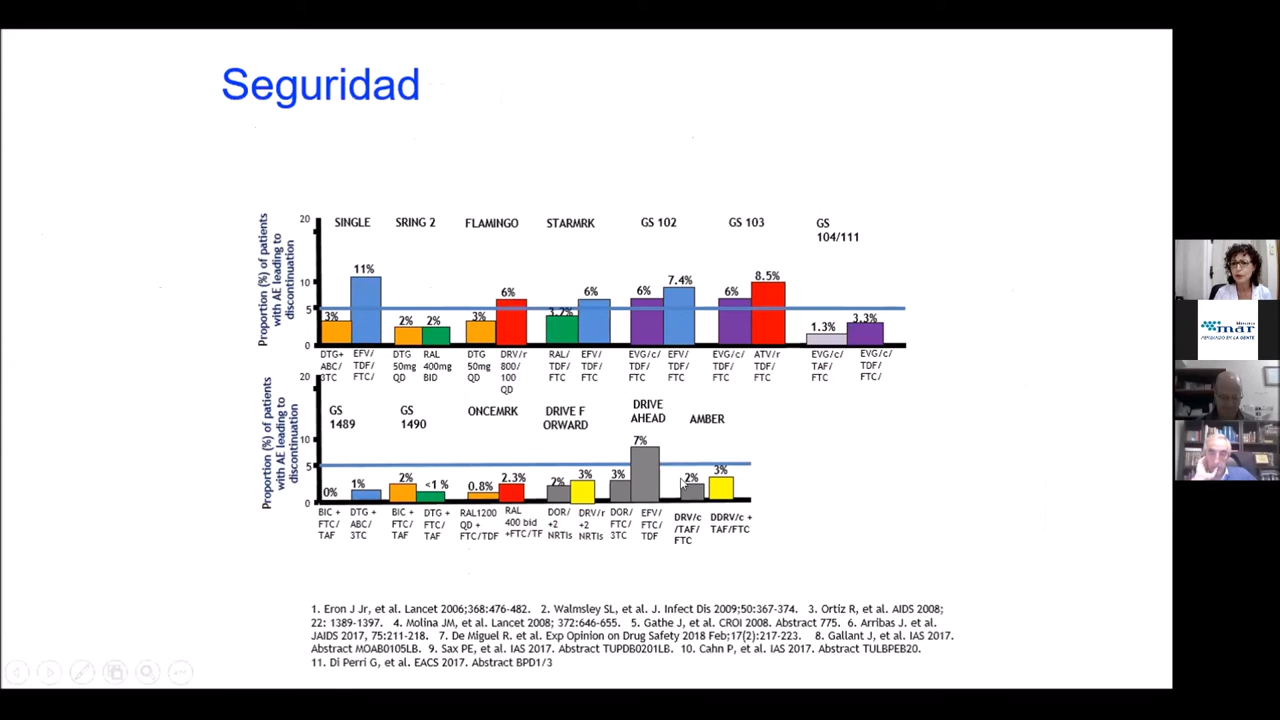 Seguridad
Proportion (%) of patients
with AE leading to
discontinuation
20
10
5
0
SINGLE
SRING 2
FLAMINGO
STARMRK
GS 102
GS 103
GS
104/111
3%
11%
2%
2%
3%
6%
3.2%
6%
6%
7.4%
6%
8.5%
1.3%
3.3%
DTG+
ABC/
3TC
EFV/
TDF/
FTC/
DTG
50mg
QD
RAL
400mg
BID
DTG
50mg
QD
DRV/r
800/
100
QD
RAL/
TDF/
FTC
EFV/
TDF/
FTC
EVG/c/
TDF/
FTC
EFV/
TDF/
FTC
EVG/c/
TDF/
FTC
ATV/r
TDF/
FTC
EVG/c/
TAF/
FTC
EVG/c/
TDF/
FTC/
Proportion (%) of patients
with AE leading to
discontinuation
20
10
5
0
GS
1489
GS
1490
ONCEMRK
DRIVE F
ORWARD
DRIVE
AHEAD
AMBER
0%
1%
2%
<1 %
0.8%
2.3%
2%
3%
3%
7%
2%
3%
BIC +
FTC/
TAF
DTG +
ABC/
3TC
BIC +
FTC/
TAF
DTG +
FTC/
TAF
RAL1200
QD +
FTC/TDF
RAL
400 bid
+FTC/TF
DOR/
+2
NRTIs
DRV/r
+2
NRTIs
DOR/
FTC/
3TC
EFV/
FTC/
TDF
DRV/c
/TAF/
FTC
DDRV/c +
TAF/FTC
1. Eron J Jr, et al. Lancet 2006;368:476-482. 2. Walmsley SL, et al. J. Infect Dis 2009;50:367-374. 3. Ortiz R, et al. AIDS 2008;
22: 1389-1397. 4. Molina JM, et al. Lancet 2008; 372:646-655. 5. Gathe J, et al. CROI 2008. Abstract 775. 6. Arribas J. et al.
JAIDS 2017, 75:211-218. 7. De Miguel R. et al. Exp Opinion on Drug Safety 2018 Feb;17(2):217-223. 8. Gallant J, et al. IAS 2017.
Abstract MOAB0105LB. 9. Sax PE, et al. IAS 2017. Abstract TUPDB0201LB. 10. Cahn P, et al. IAS 2017. Abstract TULBPEB20.
11. Di Perri G, et al. EACS 2017. Abstract BPD1/3
mar
PENSANDO EN LA GENTE